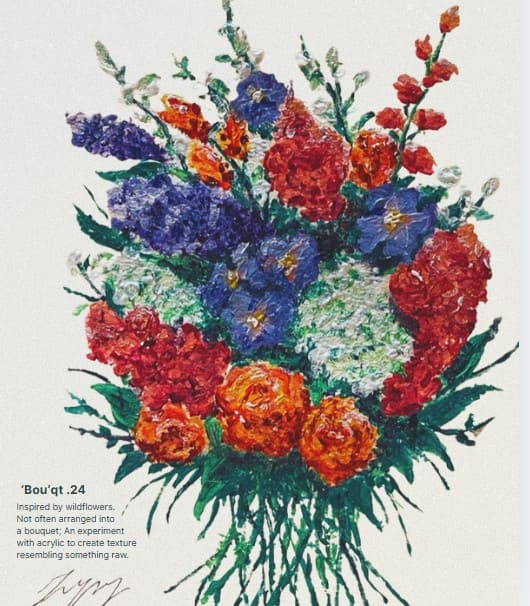 ‘Bou’qt .24
Inspired by wildflowers.
Not often arranged into
a bouquet; An experiment
with acrylic to create texture
resembling something raw.